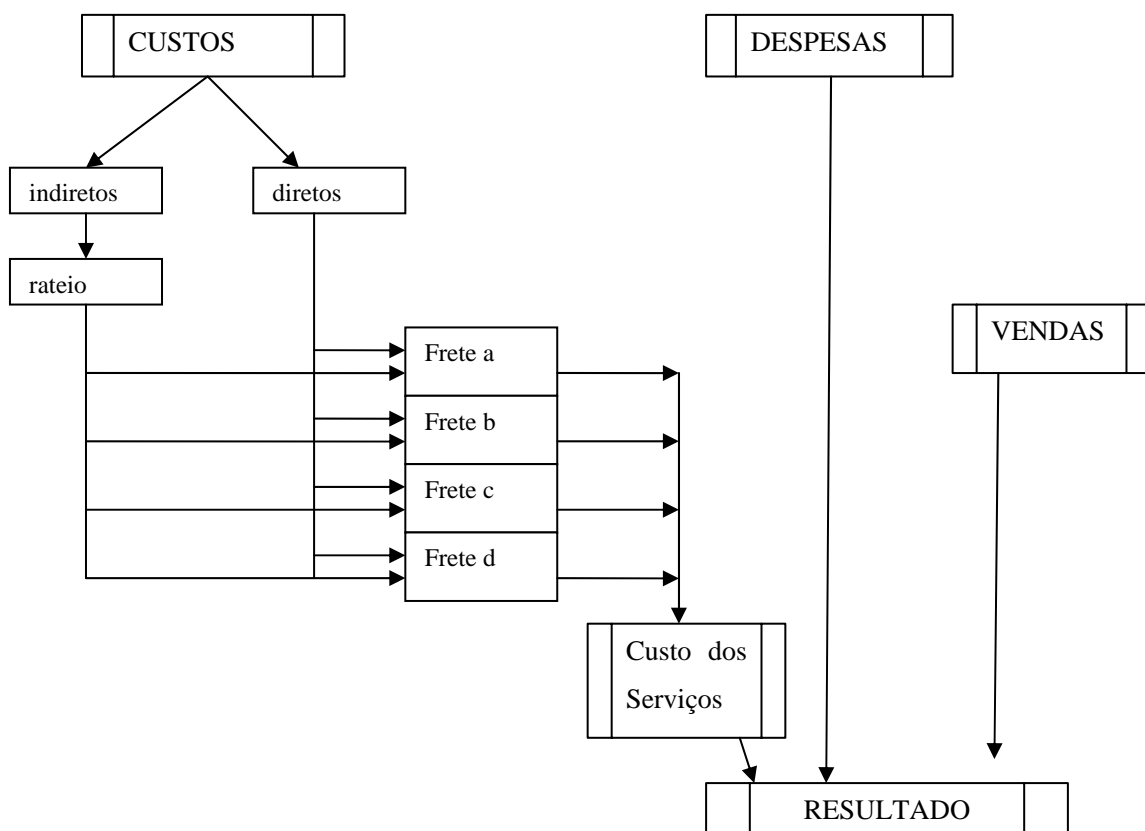 CUSTOS
DESPESAS
indiretos
diretos
rateio
VENDAS
Frete a
Frete b
Frete c
Frete d
Custo dos
Serviços
RESULTADO